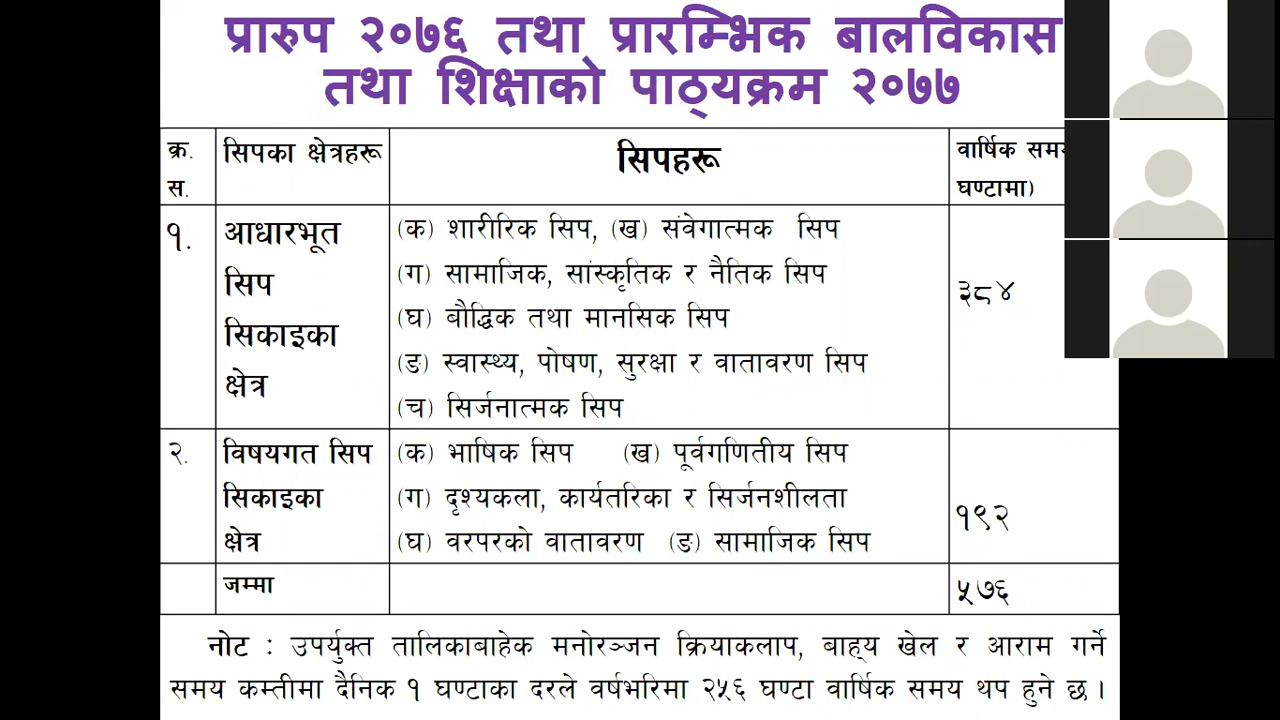 प्रारुप २०७६ तथा प्रारम्भिक बालविकास
तथा शिक्षाको पाठ्यक्रम २०७७
क्र. स.
सिपका क्षेत्रहरू
सिपहरू
वार्षिक
घण्टामा)
१.
आधारभूत
सिप
सिकाइका
क्षेत्र
(क) शारीरिक सिप, (ख) संवेगात्मक सिप
(ग) सामाजिक, सांस्कृतिक र नैतिक सिप
(घ) बौद्धिक तथा मानसिक सिप
(ङ) स्वास्थ्य, पोषण, सुरक्षा र वातावरण सिप
(च) सिर्जनात्मक सिप
३८४
२.
विषयगत सिप
सिकाइका
क्षेत्र
(क) भाषिक सिप (ख) पूर्वगणितीय सिप
(ग) दृश्यकला, कार्यतरिका र सिर्जनशीलता
(घ) वरपरको वातावरण (ङ) सामाजिक सिप
१९२
जम्मा
५७६
नोट : उपर्युक्त तालिकाबाहेक मनोरञ्जन क्रियाकलाप, बाह्य खेल र आराम गर्ने
समय कम्तीमा दैनिक १ घण्टाका दरले वर्षभरिमा २५६ घण्टा वार्षिक समय थप हुने छ ।